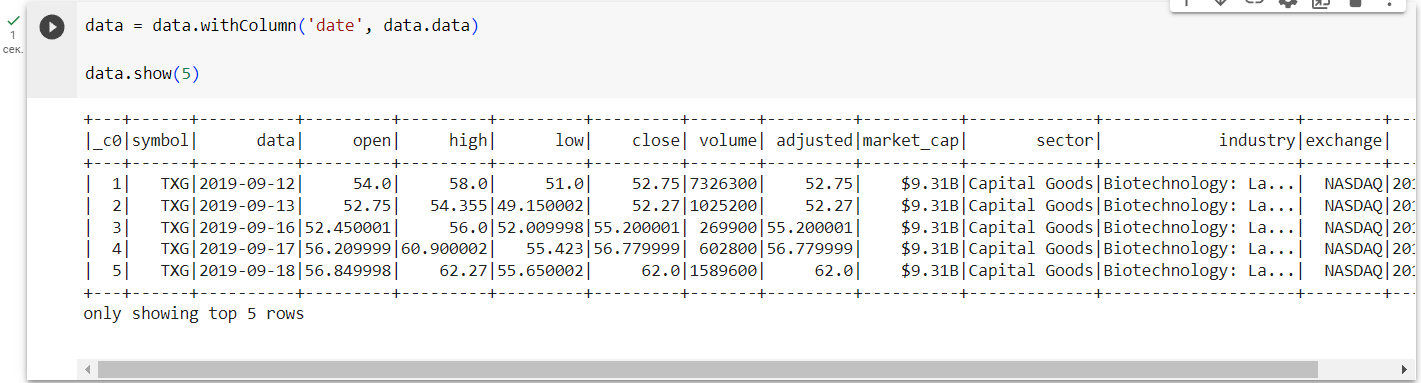 1
сек.
data = data.withColumn('date', data.data)
data.show(5)
+---+------+----------+---------+---------+---------+---------+-------+---------+----------+-------------+--------------------+--------+---
|_c0|symbol|      data|     open|     high|      low|    close| volume| adjusted|market_cap|       sector|            industry|exchange|
+---+------+----------+---------+---------+---------+---------+-------+---------+----------+-------------+--------------------+--------+---
|  1|   TXG|2019-09-12|     54.0|     58.0|     51.0|    52.75|7326300|    52.75|    $9.31B|Capital Goods|Biotechnology: La...|  NASDAQ|201
|  2|   TXG|2019-09-13|    52.75|   54.355|49.150002|    52.27|1025200|    52.27|    $9.31B|Capital Goods|Biotechnology: La...|  NASDAQ|201
|  3|   TXG|2019-09-16|52.450001|     56.0|52.009998|55.200001| 269900|55.200001|    $9.31B|Capital Goods|Biotechnology: La...|  NASDAQ|201
|  4|   TXG|2019-09-17|56.209999|60.900002|   55.423|56.779999| 602800|56.779999|    $9.31B|Capital Goods|Biotechnology: La...|  NASDAQ|201
|  5|   TXG|2019-09-18|56.849998|    62.27|55.650002|     62.0|1589600|     62.0|    $9.31B|Capital Goods|Biotechnology: La...|  NASDAQ|201
+---+------+----------+---------+---------+---------+---------+-------+---------+----------+-------------+--------------------+--------+---
only showing top 5 rows